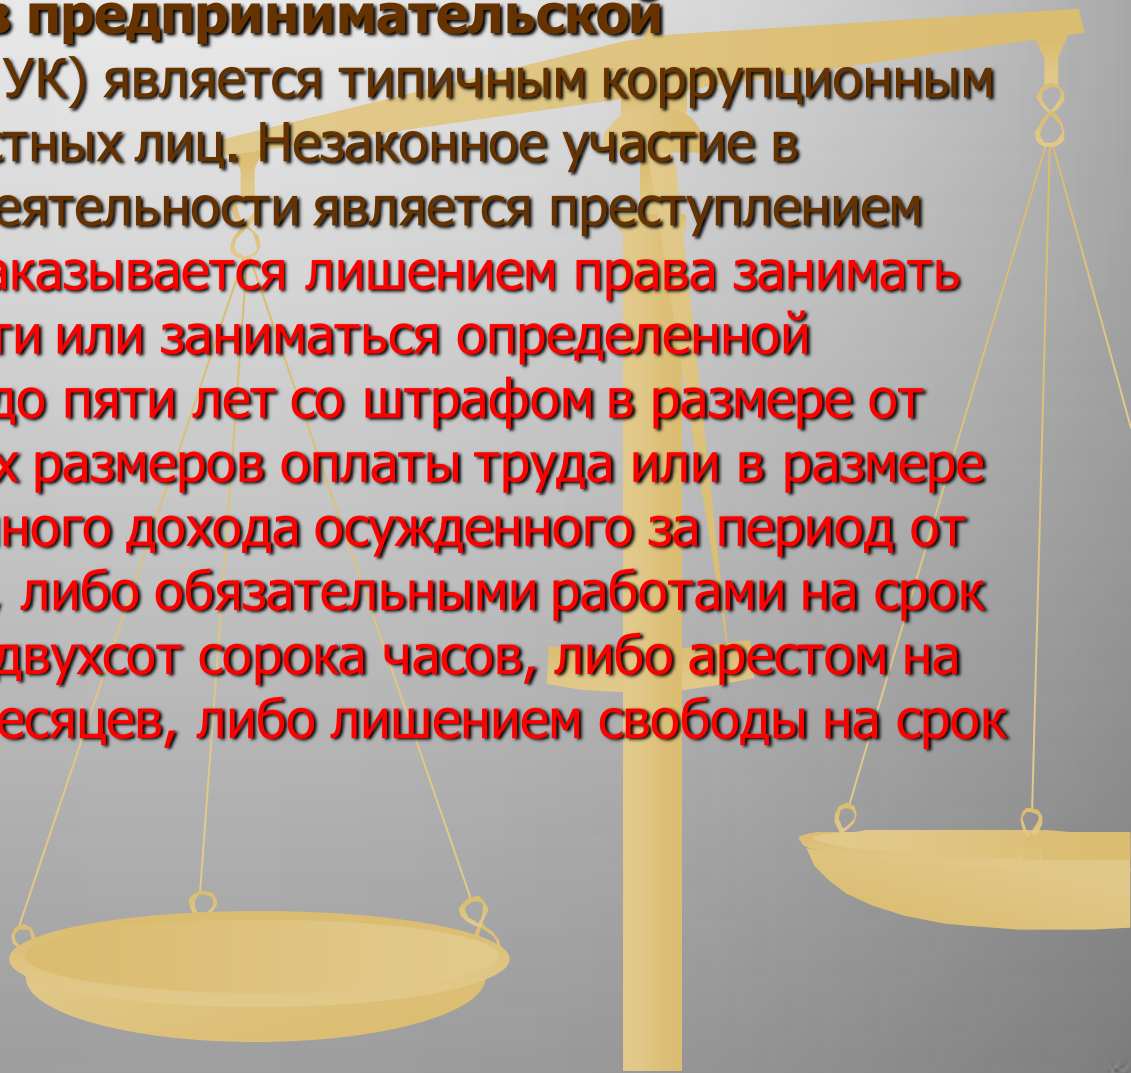 в предпринимательской
УК) является типичным коррупционным
стных лиц. Незаконное участие в
еятельности является преступлением
аказывается лишением права занимать
ти или заниматься определенной
до пяти лет со штрафом в размере от
х размеров оплаты труда или в размере
ного дохода осужденного за период от
, либо обязательными работами на срок
двухсот сорока часов, либо арестом на
есяцев, либо лишением свободы на срок